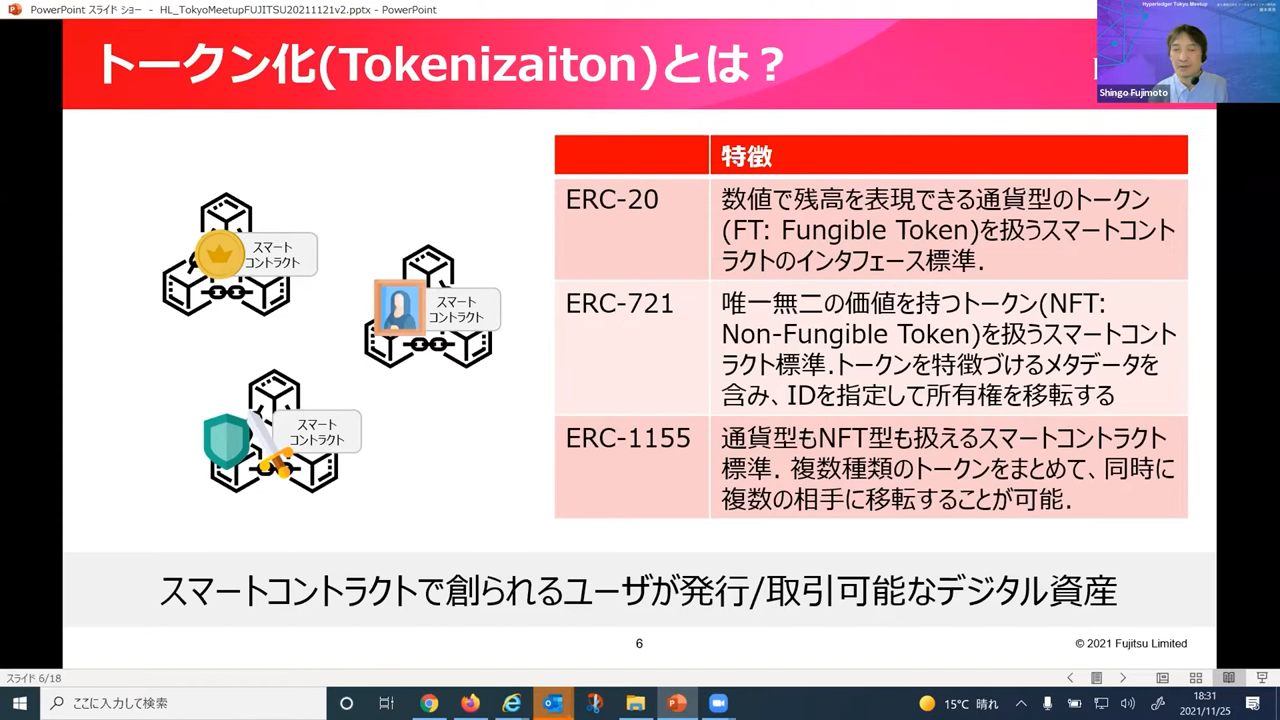 PowerPoint スライド ショー - HL_TokyoMeetupFUJITSU20211121v2.pptx - PowerPoint
Hyperledger Tokyo Meetup
トークン化(Tokenizaiton)とは？
Shingo Fujimoto
特徴
ERC-20
数値で残高を表現できる通貨型のトークン
(FT: Fungible Token)を扱うスマートコント
ラクトのインタフェース標準.
ERC-721
唯一無二の価値を持つトークン(NFT:
Non-Fungible Token)を扱うスマートコント
ラクト標準.トークンを特徴づけるメタデータを
含み、IDを指定して所有権を移転する
ERC-1155
通貨型もNFT型も扱えるスマートコントラクト
標準. 複数種類のトークンをまとめて、同時に
複数の相手に移転することが可能.
スマート
コントラクト
スマート
コントラクト
スマート
コントラクト
スマートコントラクトで創られるユーザが発行/取引可能なデジタル資産
6
© 2021 Fujitsu Limited
スライド 6/18
ここに入力して検索
15°C 晴れ
18:31
2021/11/25